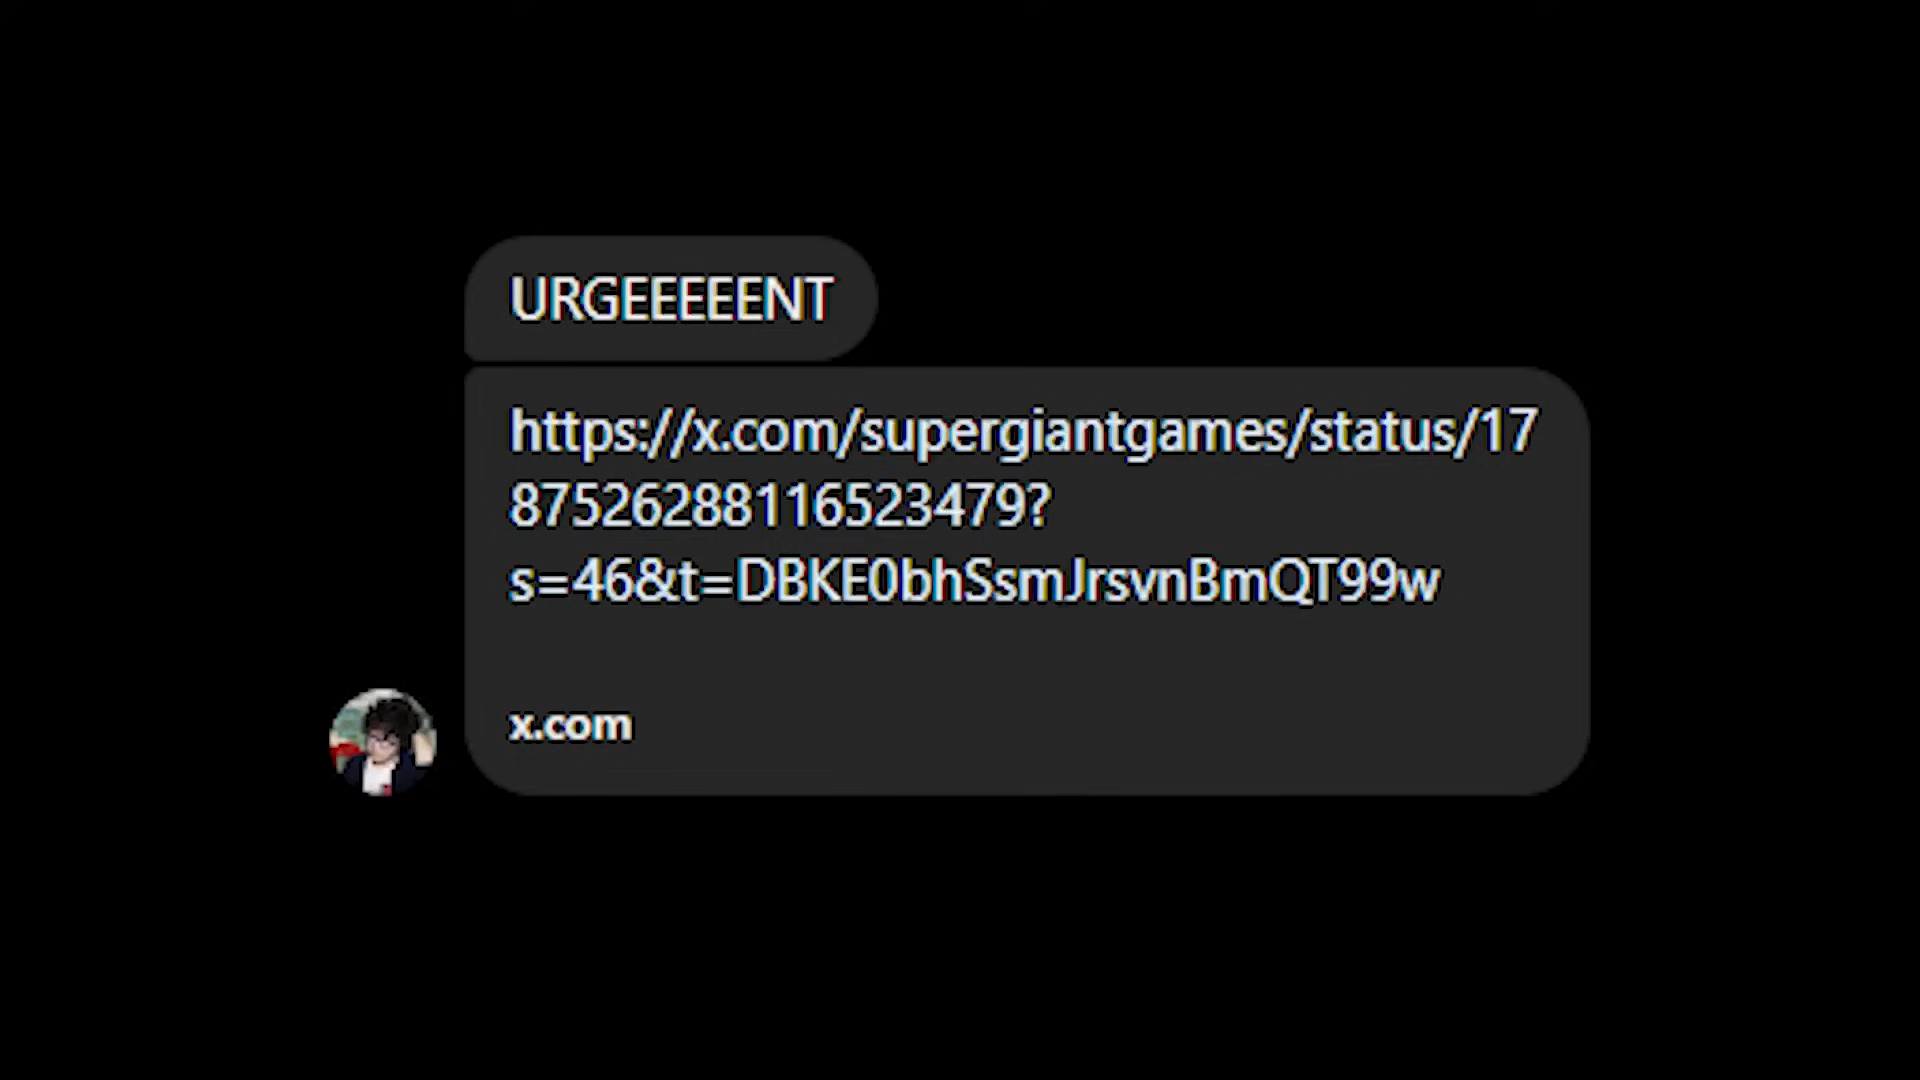 URGEEEEENT
https://x.com/supergiantgames/status/17
87526288116523479?
s=46&t=DBKE0bhSsmJrsvnBmQT99w
x.com